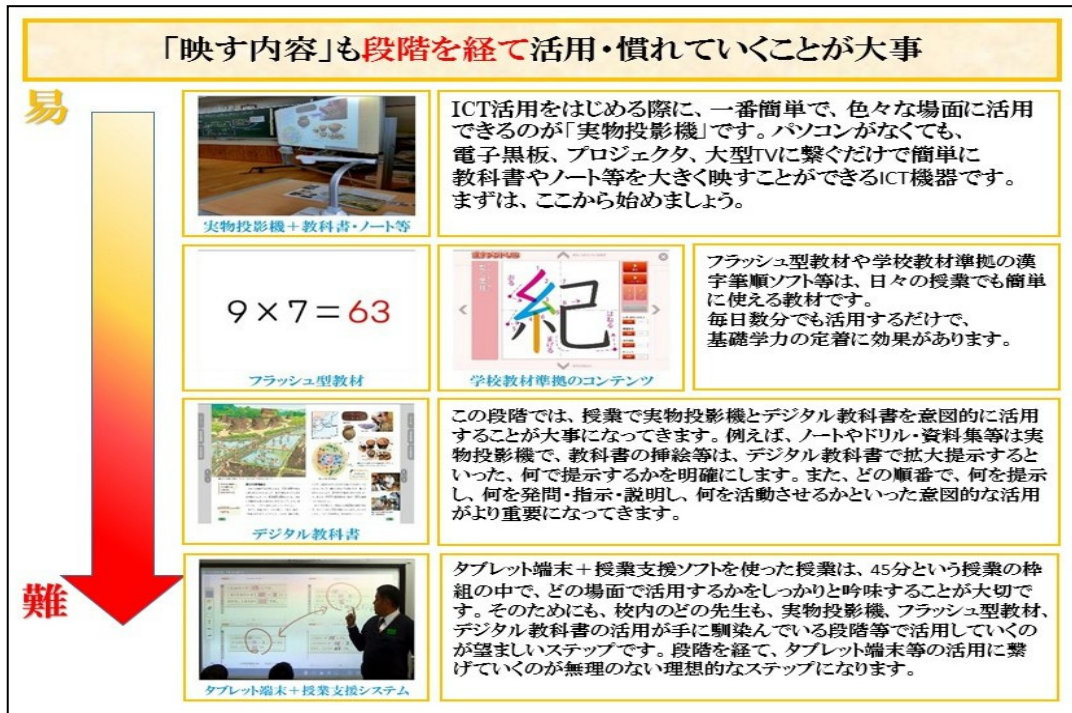 「映す内容」も段階を経て活用・慣れていくことが大事
易
実物投影機＋教科書・ノート等
ICT活用をはじめる際に、一番簡単で、色々な場面に活用
できるのが「実物投影機」です。パソコンがなくても、
電子黒板、プロジェクタ、大型TVに繋ぐだけで簡単に
教科書やノート等を大きく映すことができるICT機器です。
まずは、ここから始めましょう。
9×7＝63
フラッシュ型教材
紀
学校教材準拠のコンテンツ
フラッシュ型教材や学校教材準拠の漢
字筆順ソフト等は、日々の授業でも簡単
に使える教材です。
毎日数分でも活用するだけで、
基礎学力の定着に効果があります。
デジタル教科書
この段階では、授業で実物投影機とデジタル教科書を意図的に活用
することが大事になってきます。例えば、ノートやドリル・資料集等は実
物投影機で、教科書の挿絵等は、デジタル教科書で拡大提示すると
いった、何で提示するかを明確にします。また、どの順番で、何を提示
し、何を発問・指示・説明し、何を活動させるかといった意図的な活用
がより重要になってきます。
難
タブレット端末＋授業支援システム
タブレット端末＋授業支援ソフトを使った授業は、45分という授業の枠
組の中で、どの場面で活用するかをしっかりと吟味することが大切で
す。そのためにも、校内のどの先生も、実物投影機、フラッシュ型教材、
デジタル教科書の活用が手に馴染んでいる段階等で活用していくの
が望ましいステップです。段階を経て、タブレット端末等の活用に繋
げていくのが無理のない理想的なステップになります。